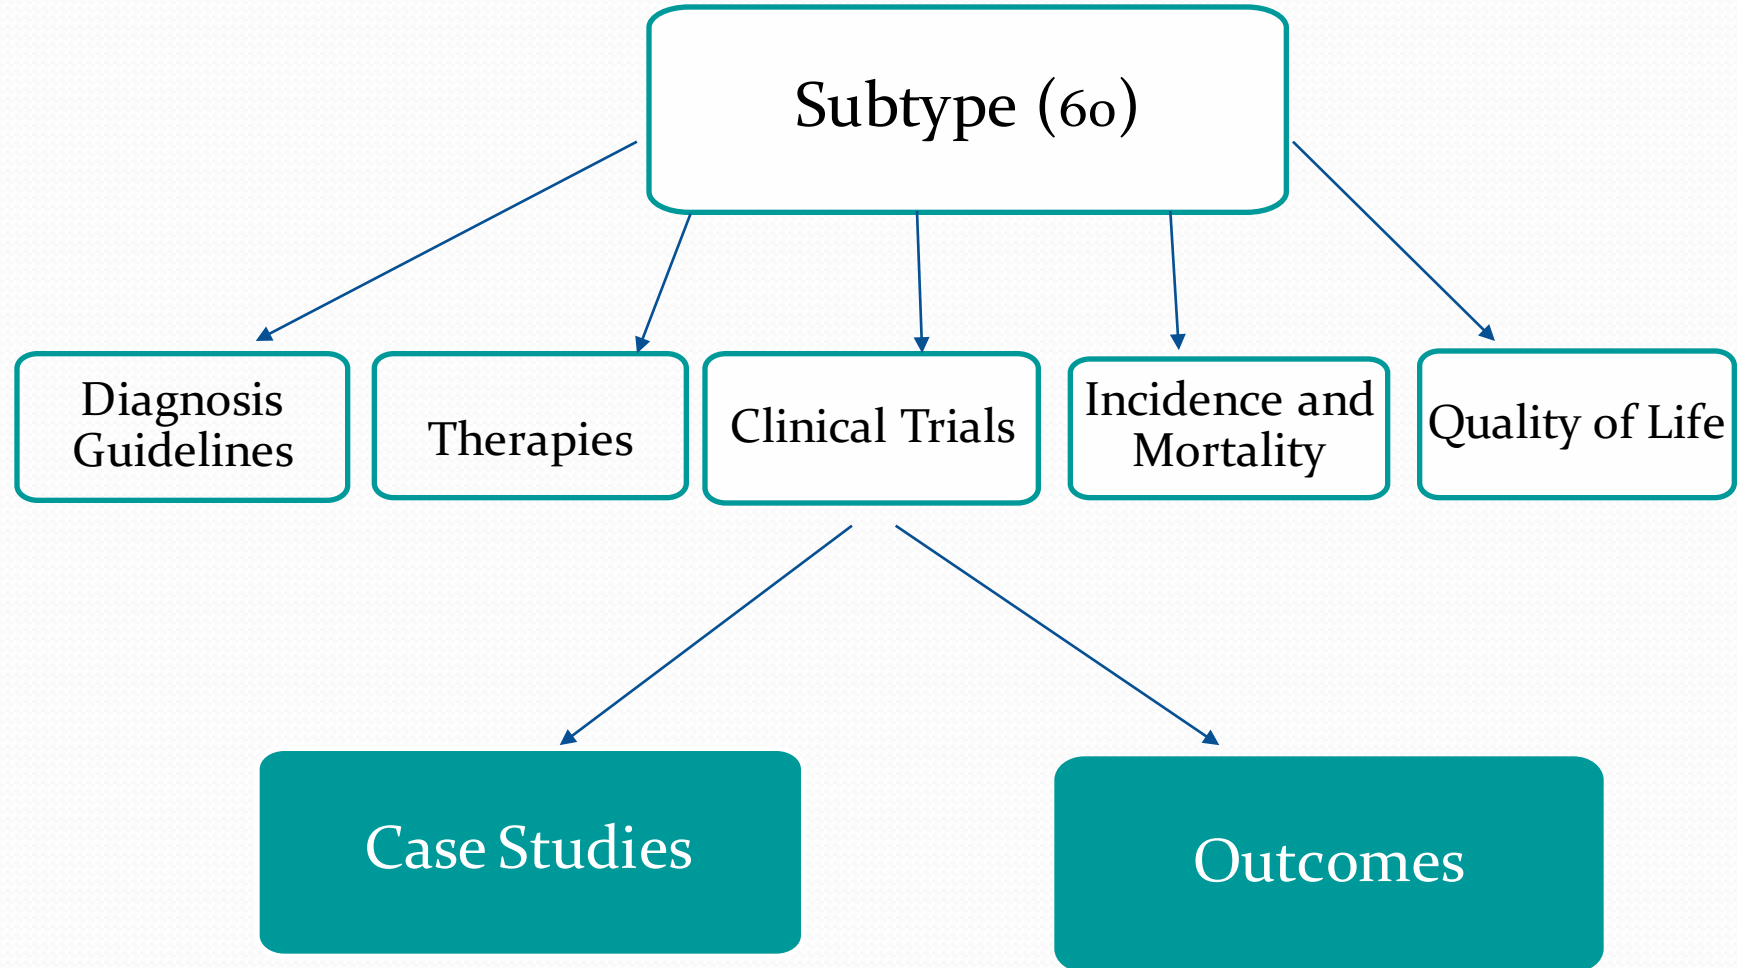 Subtype (60)
Diagnosis
Guidelines
Therapies
Clinical Trials
Incidence and
Mortality
Quality of Life
Case Studies
Outcomes